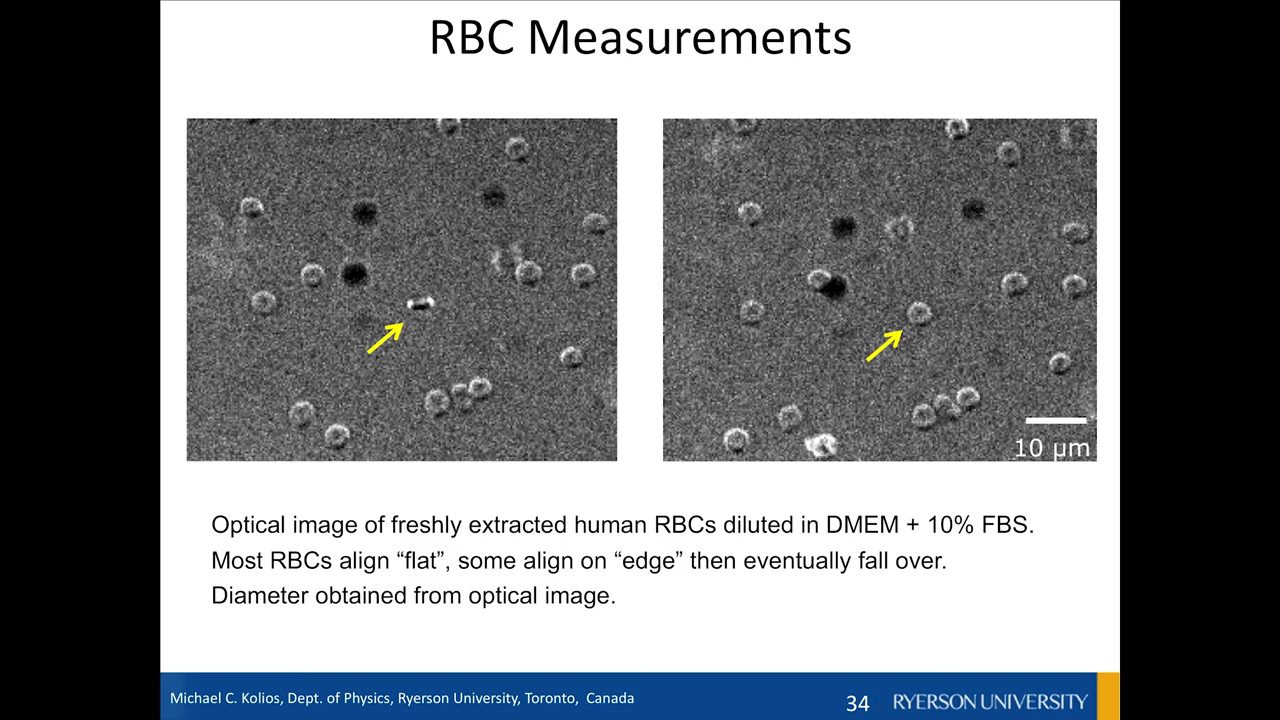 RBC Measurements
10 μm
Optical image of freshly extracted human RBCs diluted in DMEM + 10% FBS.
Most RBCs align “flat”, some align on “edge” then eventually fall over.
Diameter obtained from optical image.
Michael C. Kolios, Dept. of Physics, Ryerson University, Toronto, Canada
34
RYERSON UNIVERSITY